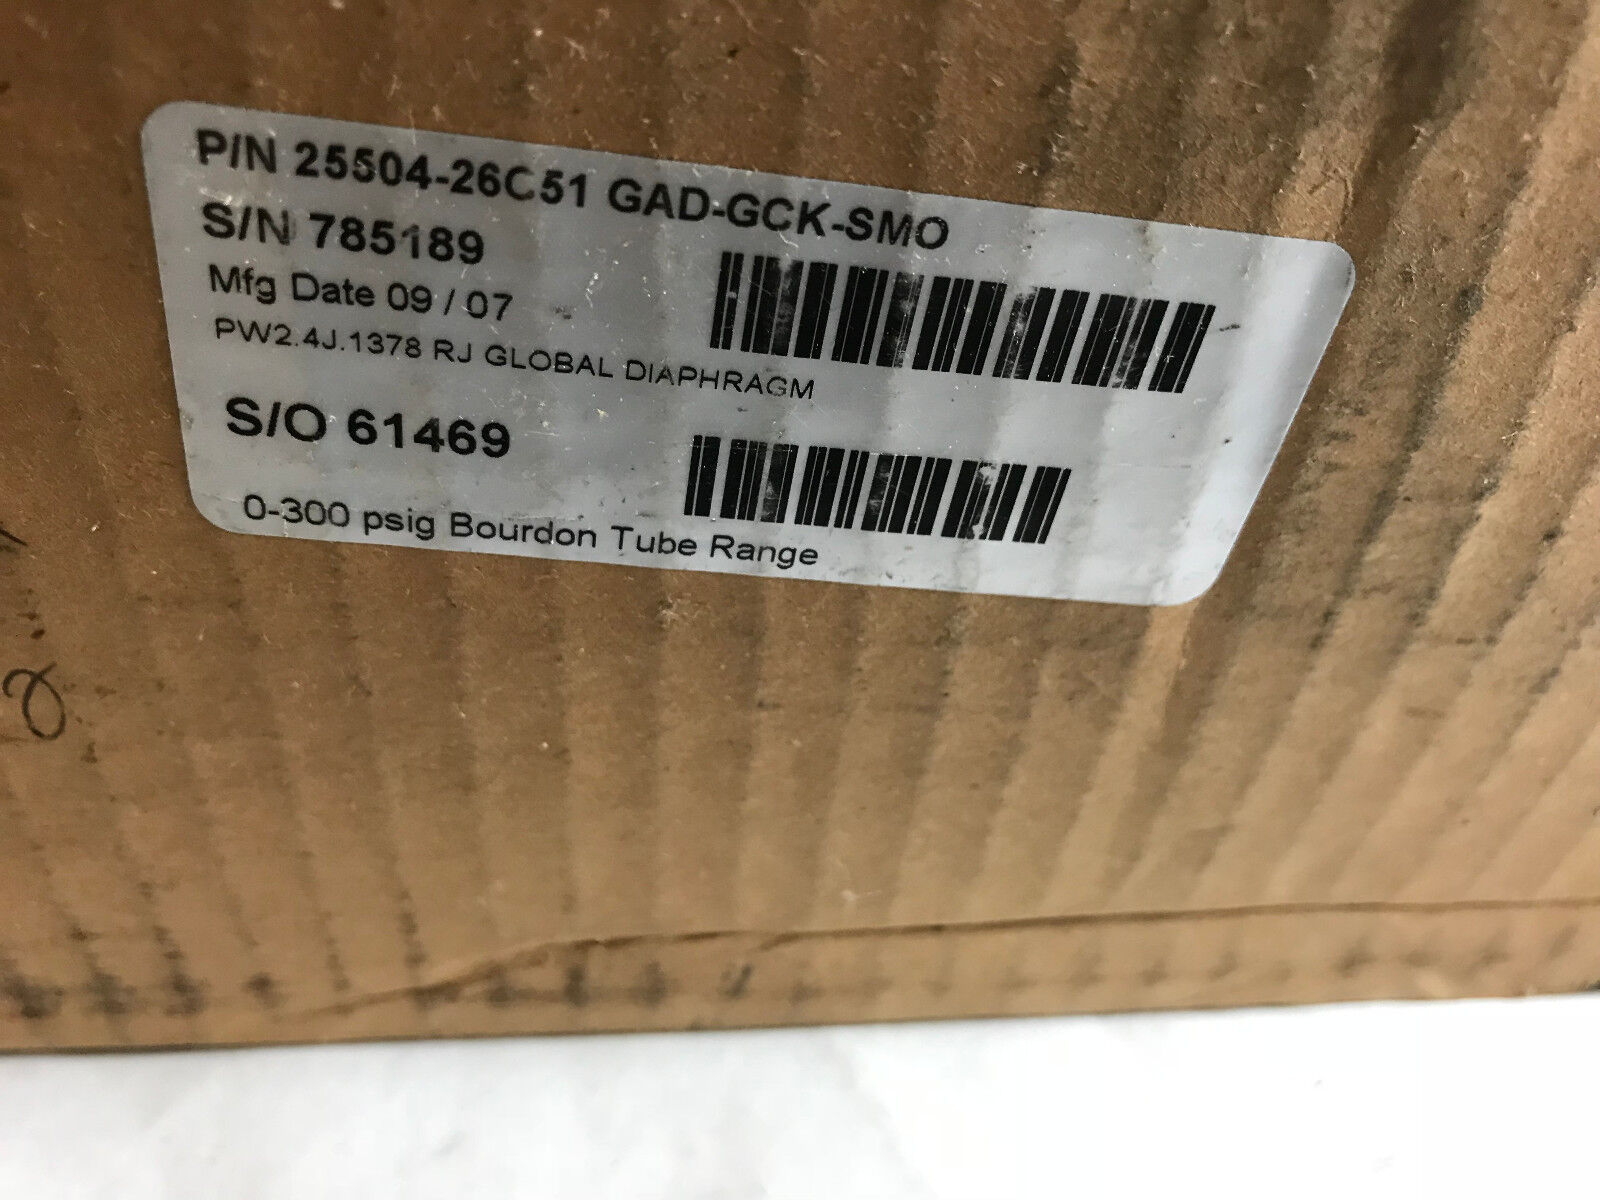 P/N 25504-26C51 GAD-GCK-SMO
S/N 785189
Mfg Date 09 / 07
PW2.4J.1378 RJ GLOBAL DIAPHRAGM
S/O 61469
0-300 psig Bourdon Tube Range